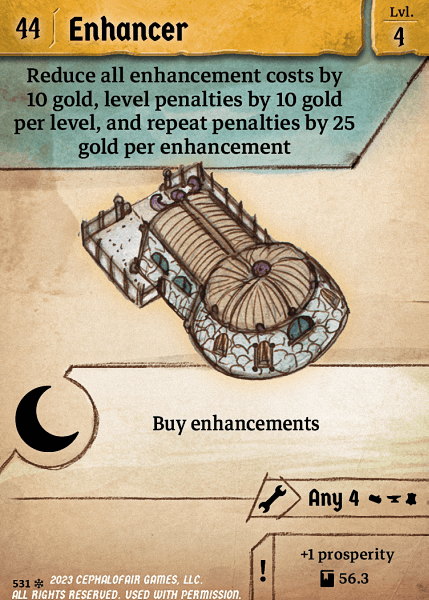 44 Enhancer
Lvl.
4
Reduce all enhancement costs by
10 gold, level penalties by 10 gold
per level, and repeat penalties by 25
gold per enhancement
Buy enhancements
Any 4
! +1 prosperity
56.3
531 2023 CEPHALOFAIR GAMES, LLC.
ALL RIGHTS RESERVED. USED WITH PERMISSION.